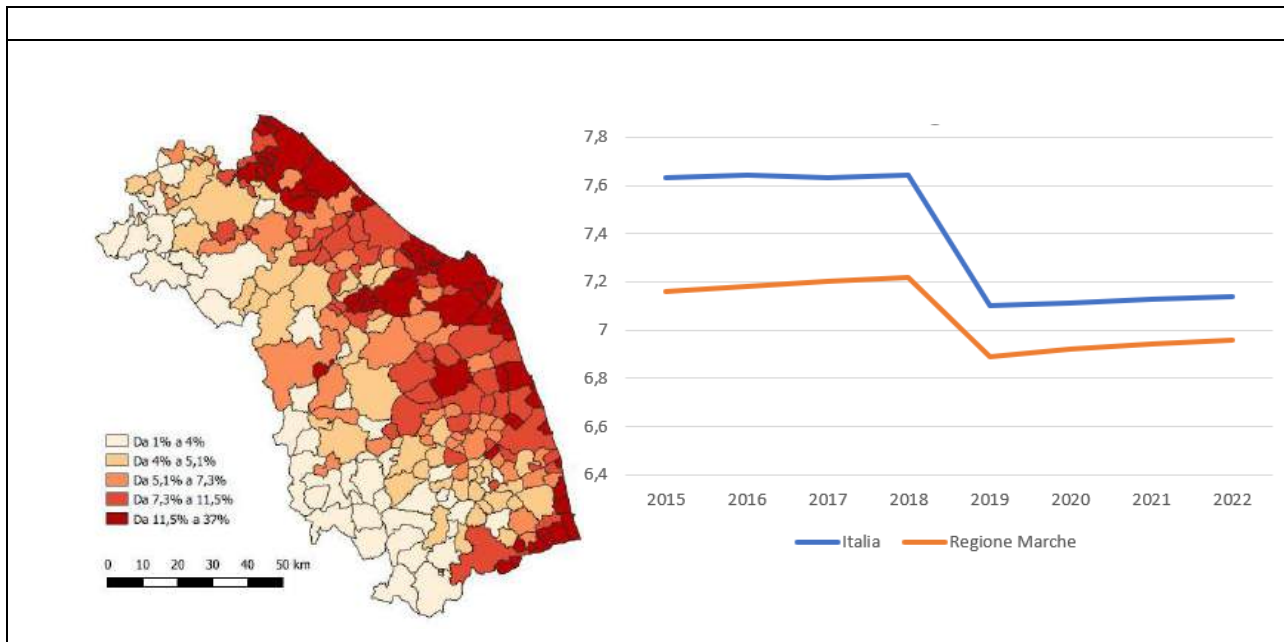 Da 1% a 4%
Da 4% a 5,1%
Da 5,1% a 7,3%
Da 7,3% a 11,5%
Da 11,5% a 37%
0 10 20 30 40 50 km
7,8
7,6
7,4
7,2
7
6,8
6,6
6,4
2015 2016 2017 2018 2019 2020 2021 2022
Italia Regione Marche